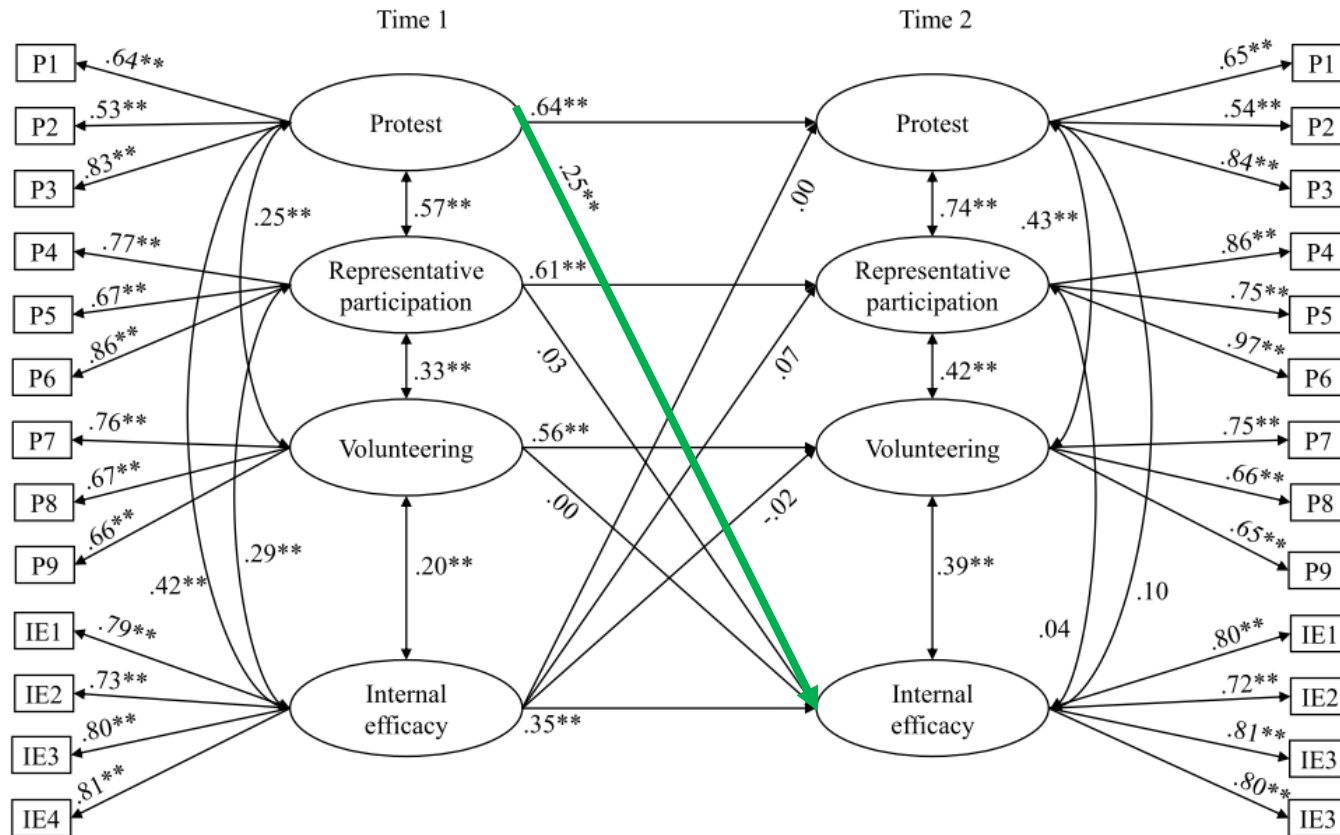 Time 1
Time 2
P1
P2
P3
P4
P5
P6
P7
P8
P9
IE1
IE2
IE3
IE4
.64**
.53**
.83**
.77**
.67**
.86**
.76**
.67**
.66**
.79**
.73**
.80**
.81**
.25**
.42**
.29**
Protest
.57**
Representative
participation
.33**
Volunteering
.20**
Internal
efficacy
.64**
.25**
.61**
.03
.56**
.00
.35**
.00
.07
-.02
Protest
.74**
Representative
participation
.42**
Volunteering
.39**
Internal
efficacy
.43**
.10
.04
.65**
.54**
.84**
.86**
.75**
.97**
.75**
.66**
.65**
.80**
.72**
.81**
.80**
P1
P2
P3
P4
P5
P6
P7
P8
P9
IE1
IE2
IE3
IE3